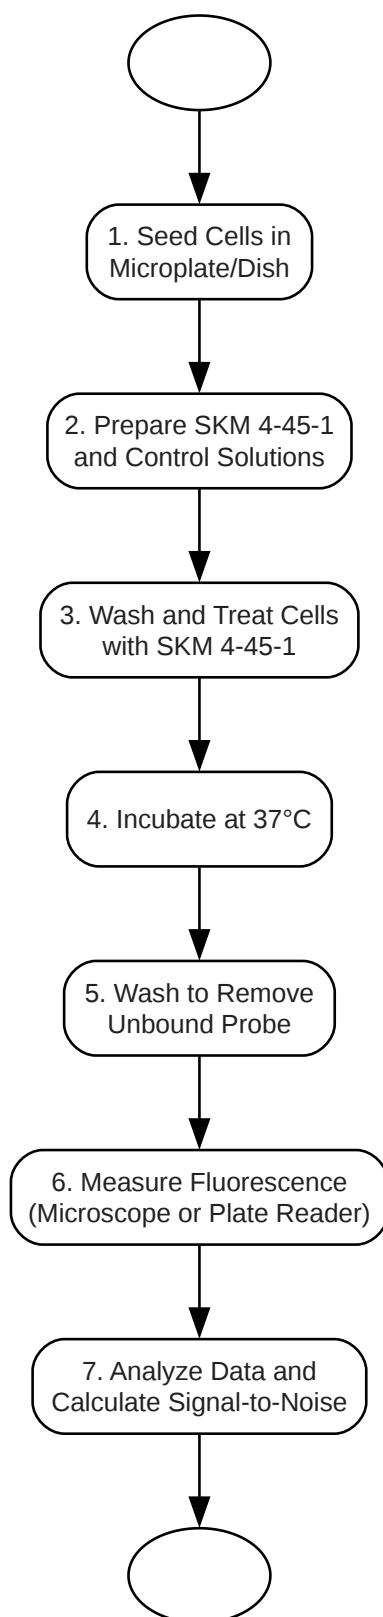 1. Seed Cells in
Microplate/Dish
2. Prepare SKM 4-45-1
and Control Solutions
3. Wash and Treat Cells
with SKM 4-45-1
4. Incubate at 37°C
5. Wash to Remove
Unbound Probe
6. Measure Fluorescence
(Microscope or Plate Reader)
7. Analyze Data and
Calculate Signal-to-Noise